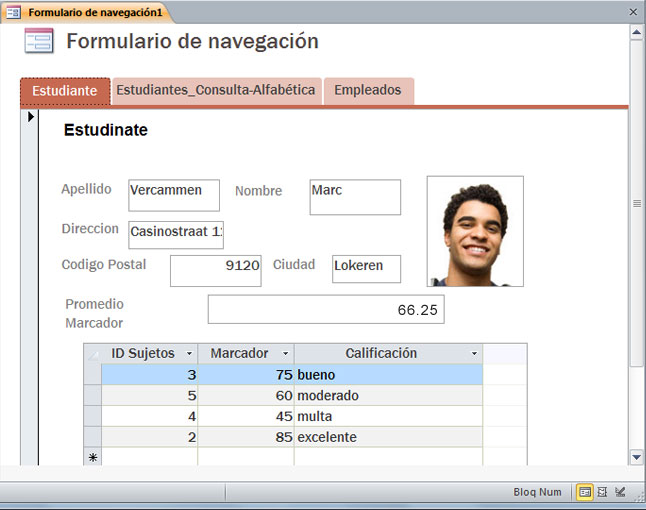 Formulario de navegación1
Formulario de navegación
Estudiante Estudiantes_Consulta-Alfabética Empleados
Estudinate
Apellido Vercammen Nombre Marc
Direccion Casinostraat 12
Codigo Postal 9120 Ciudad Lokeren
Promedio Marcador 66.25
ID Sujetos Marcador Calificación
3 75 bueno
5 60 moderado
4 45 multa
2 85 excelente
Bloq Num